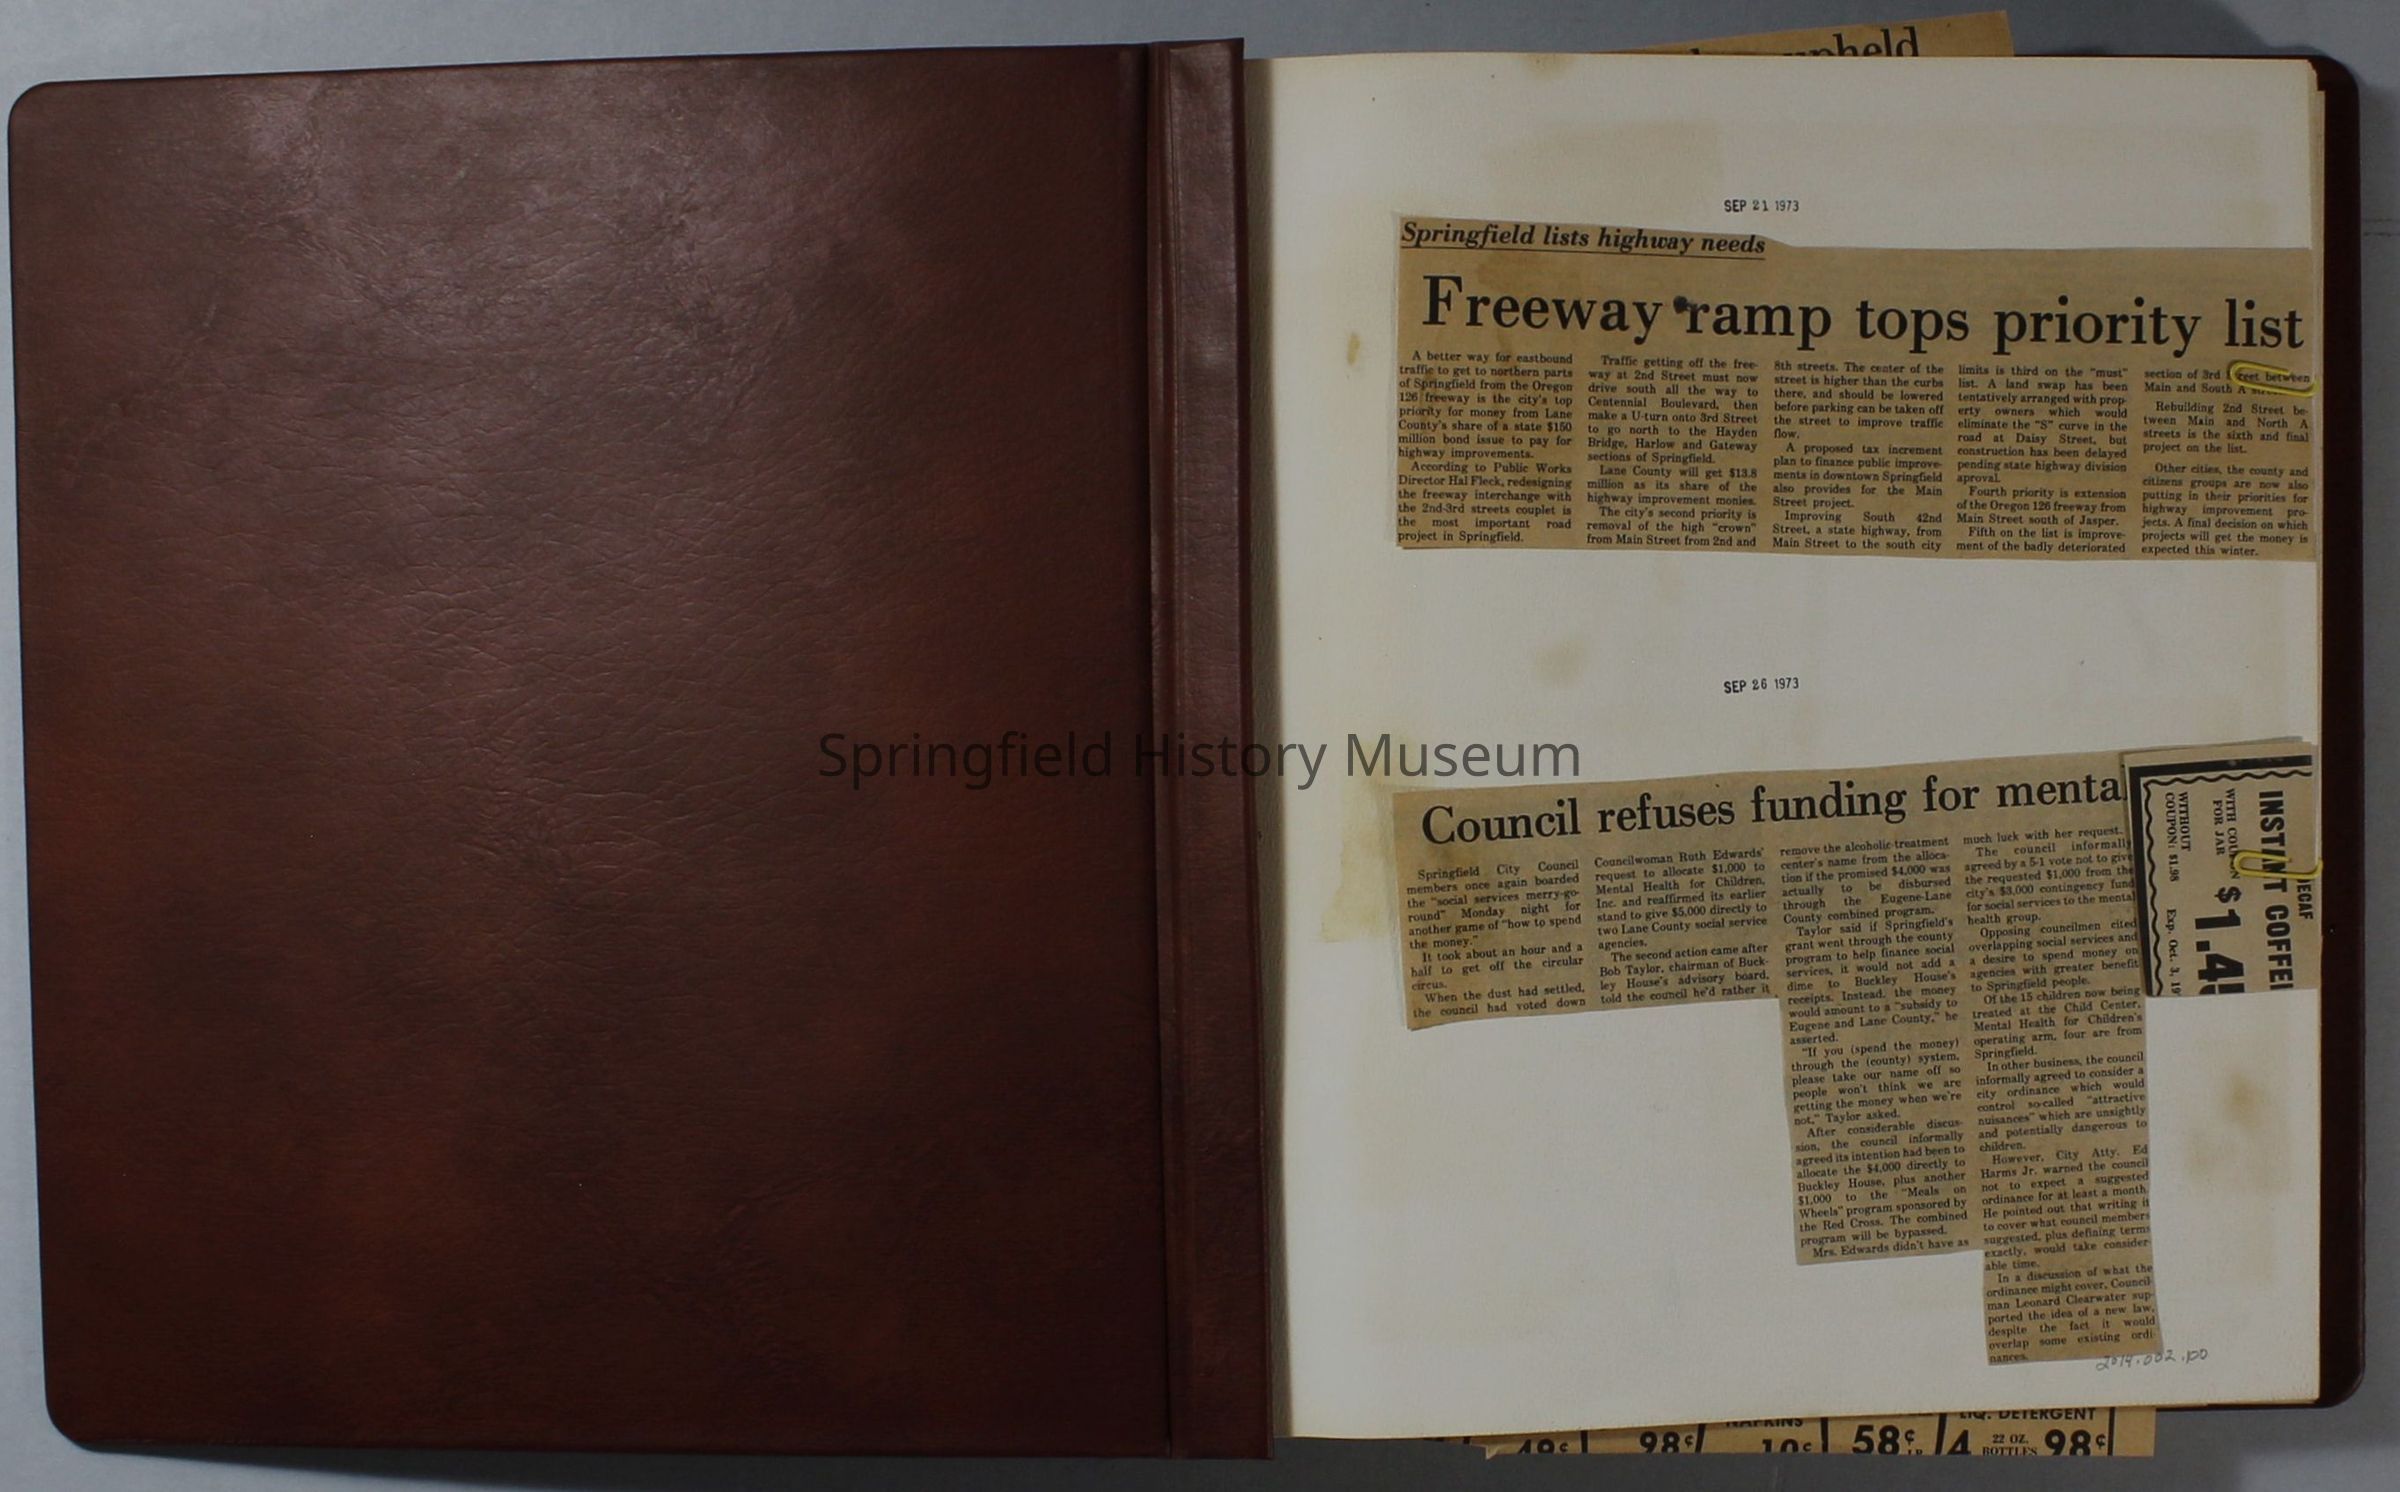 upheld
SEP 21 1973
Springfield lists highway needs
Freeway ramp tops priority list
A better way for eastbound
traffic to get to northern parts
of Springfield from the Oregon
126 freeway is the city's top
priority for money from Lane
County's share of a state $150
million bond issue to pay for
highway improvements.
According to Public Works
Director Hal Fleck, redesigning
the freeway interchange with
the 2nd-3rd streets couplet is
the most important road
project in Springfield.
Traffic getting off the free-
way at 2nd Street must now
drive south all the way to
Centennial Boulevard, then
make a U-turn onto 3rd Street
to go north to the Hayden
Bridge, Harlow and Gateway
sections of Springfield.
Lane County will get $13.8
million as its share of the
highway improvement monies.
The city's second priority is
removal of the high "crown"
from Main Street from 2nd and
8th streets. The center of the
street is higher than the curbs
there, and should be lowered
before parking can be taken off
the street to improve traffic
flow.
A proposed tax increment
plan to finance public improve-
ments in downtown Springfield
also provides for the Main
Street project.
Improving South 42nd
Street, a state highway, from
Main Street to the south city
limits is third on the "must"
list. A land swap has been
tentatively arranged with prop-
erty owners which would
eliminate the "S" curve in the
road at Daisy Street, but
construction has been delayed
pending state highway division
aproval.
Fourth priority is extension
of the Oregon 126 freeway from
Main Street south of Jasper.
Fifth on the list is improve-
ment of the badly deteriorated
section of 3rd Street between
Main and South A
Rebuilding 2nd Street be-
tween Main and North A
streets is the sixth and final
project on the list.
Other cities, the county and
citizens groups are now also
putting in their priorities for
highway improvement pro-
jects. A final decision on which
projects will get the money is
expected this winter.
SEP 26 1973
Springfield History Museum
Council refuses funding for mental
Springfield City Council
members once again boarded
the "social services merry-go-
round" Monday night for
another game of "how to spend
the money."
It took about an hour and a
half to get off the circular
circus.
When the dust had settled,
the council had voted down
Councilwoman Ruth Edwards'
request to allocate $1,000 to
Mental Health for Children,
Inc. and reaffirmed its earlier
stand to give $5,000 directly to
two Lane County social service
agencies.
The second action came after
Bob Taylor, chairman of Buck-
ley House's advisory board,
told the council he'd rather it
remove the alcoholic-treatment
center's name from the alloca-
tion if the promised $4,000 was
actually to be disbursed
through the Eugene-Lane
County combined program.
Taylor said if Springfield's
grant went through the county
program to help finance social
services, it would not add a
dime to Buckley House's
receipts. Instead, the money
would amount to a "subsidy to
Eugene and Lane County," he
asserted.
"If you (spend the money)
through the (county) system,
please take our name off so
people won't think we are
getting the money when we're
not," Taylor asked.
After considerable discus-
sion, the council informally
agreed its intention had been to
allocate the $4,000 directly to
Buckley House, plus another
$1,000 to the "Meals on
Wheels" program sponsored by
the Red Cross. The combined
program will be bypassed.
Mrs. Edwards didn't have as
much luck with her request.
The council informally
agreed by a 5-1 vote not to give
the requested $1,000 from the
city's $3,000 contingency fund
for social services to the mental
health group.
Opposing councilmen cited
overlapping social services and
a desire to spend money on
agencies with greater benefit
to Springfield people.
Of the 15 children now being
treated at the Child Center,
Mental Health for Children's
operating arm, four are from
Springfield.
In other business, the council
informally agreed to consider a
city ordinance which would
control so-called "attractive
nuisances" which are unsightly
and potentially dangerous to
children.
However, City Atty. Ed
Harms Jr. warned the council
not to expect a suggested
ordinance for at least a month.
He pointed out that writing it
to cover what council members
suggested, plus defining terms
exactly, would take consider-
able time.
In a discussion of what the
ordinance might cover, Council-
man Leonard Clearwater sup-
ported the idea of a new law,
despite the fact it would
overlap some existing ordi-
nances.
DECAF
INSTANT COFFEE
WITH COUPON
FOR JAR
$1.4
WITHOUT
COUPON: $1.98
Exp. Oct. 3, 19
2014.002.100
NAPKINS
LIQ. DETERGENT
49¢
98¢
10¢
58¢
LB
4
22 OZ.
BOTTLES
98¢